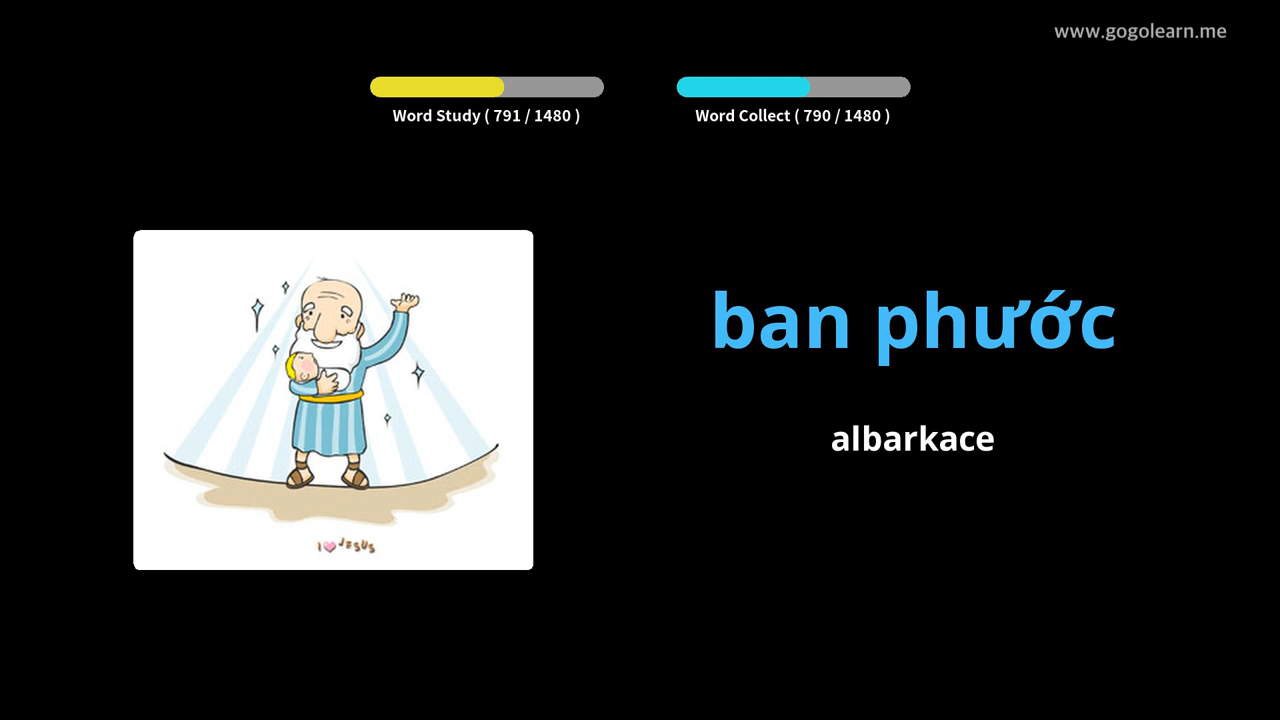 www.gogolearn.me
Word Study ( 791 / 1480 )
Word Collect ( 790 / 1480 )
ban phước
albarkace
I JESUS